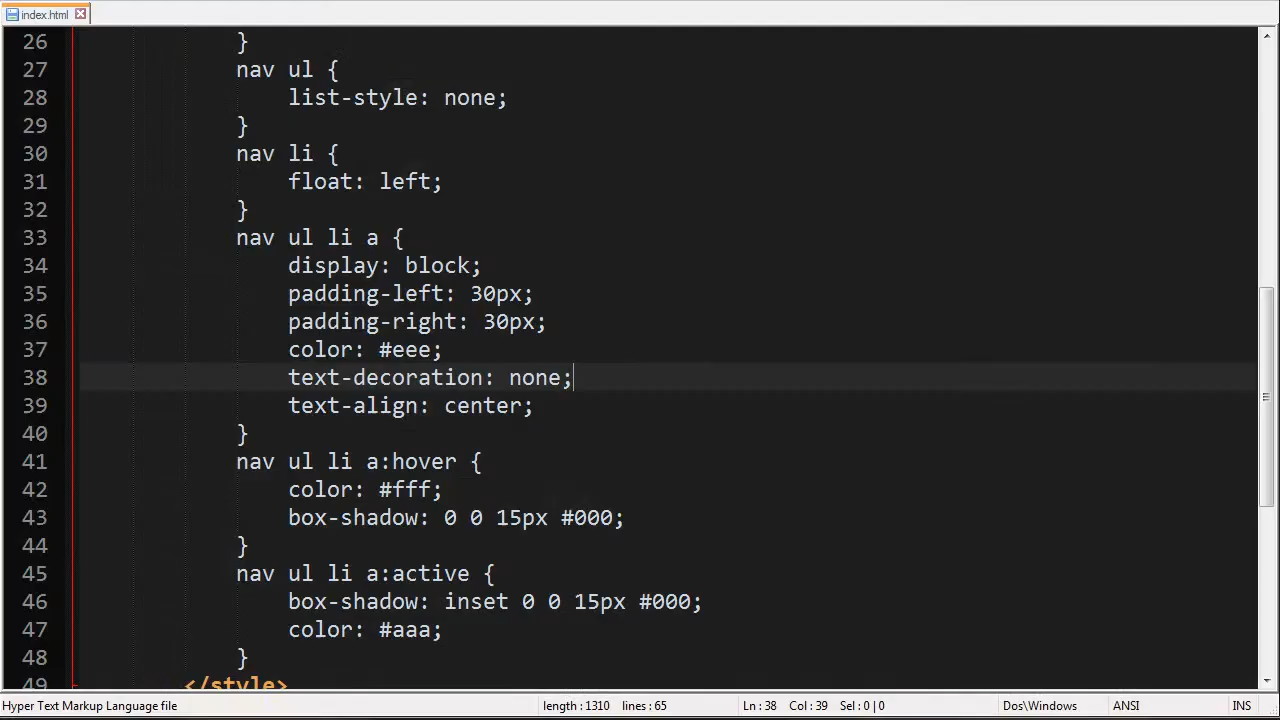 index.html
26 }
27 nav ul {
28 list-style: none;
29 }
30 nav li {
31 float: left;
32 }
33 nav ul li a {
34 display: block;
35 padding-left: 30px;
36 padding-right: 30px;
37 color: #eee;
38 text-decoration: none;
39 text-align: center;
40 }
41 nav ul li a:hover {
42 color: #fff;
43 box-shadow: 0 0 15px #000;
44 }
45 nav ul li a:active {
46 box-shadow: inset 0 0 15px #000;
47 color: #aaa;
48 }
49 </style>
Hyper Text Markup Language file length : 1310 lines : 65 Ln : 38 Col : 39 Sel : 0 | 0 Dos\Windows ANSI INS